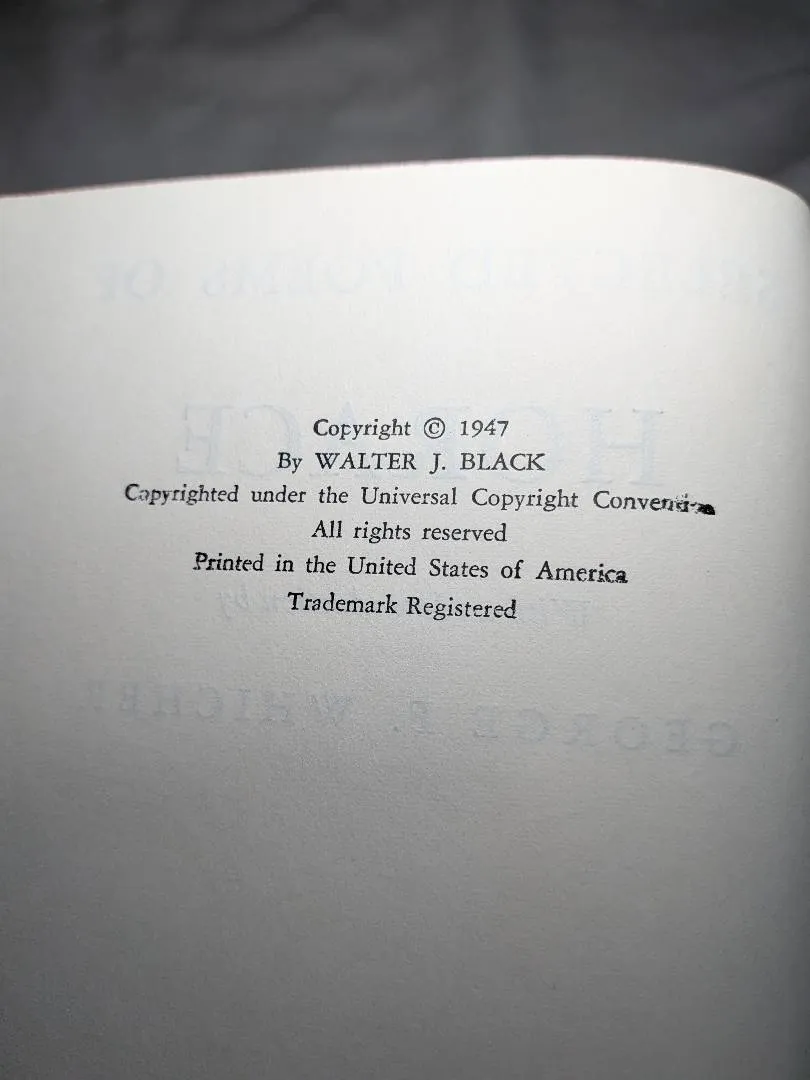 Copyright © 1947
By WALTER J. BLACK
Copyrighted under the Universal Copyright Convention
All rights reserved
Printed in the United States of America
Trademark Registered